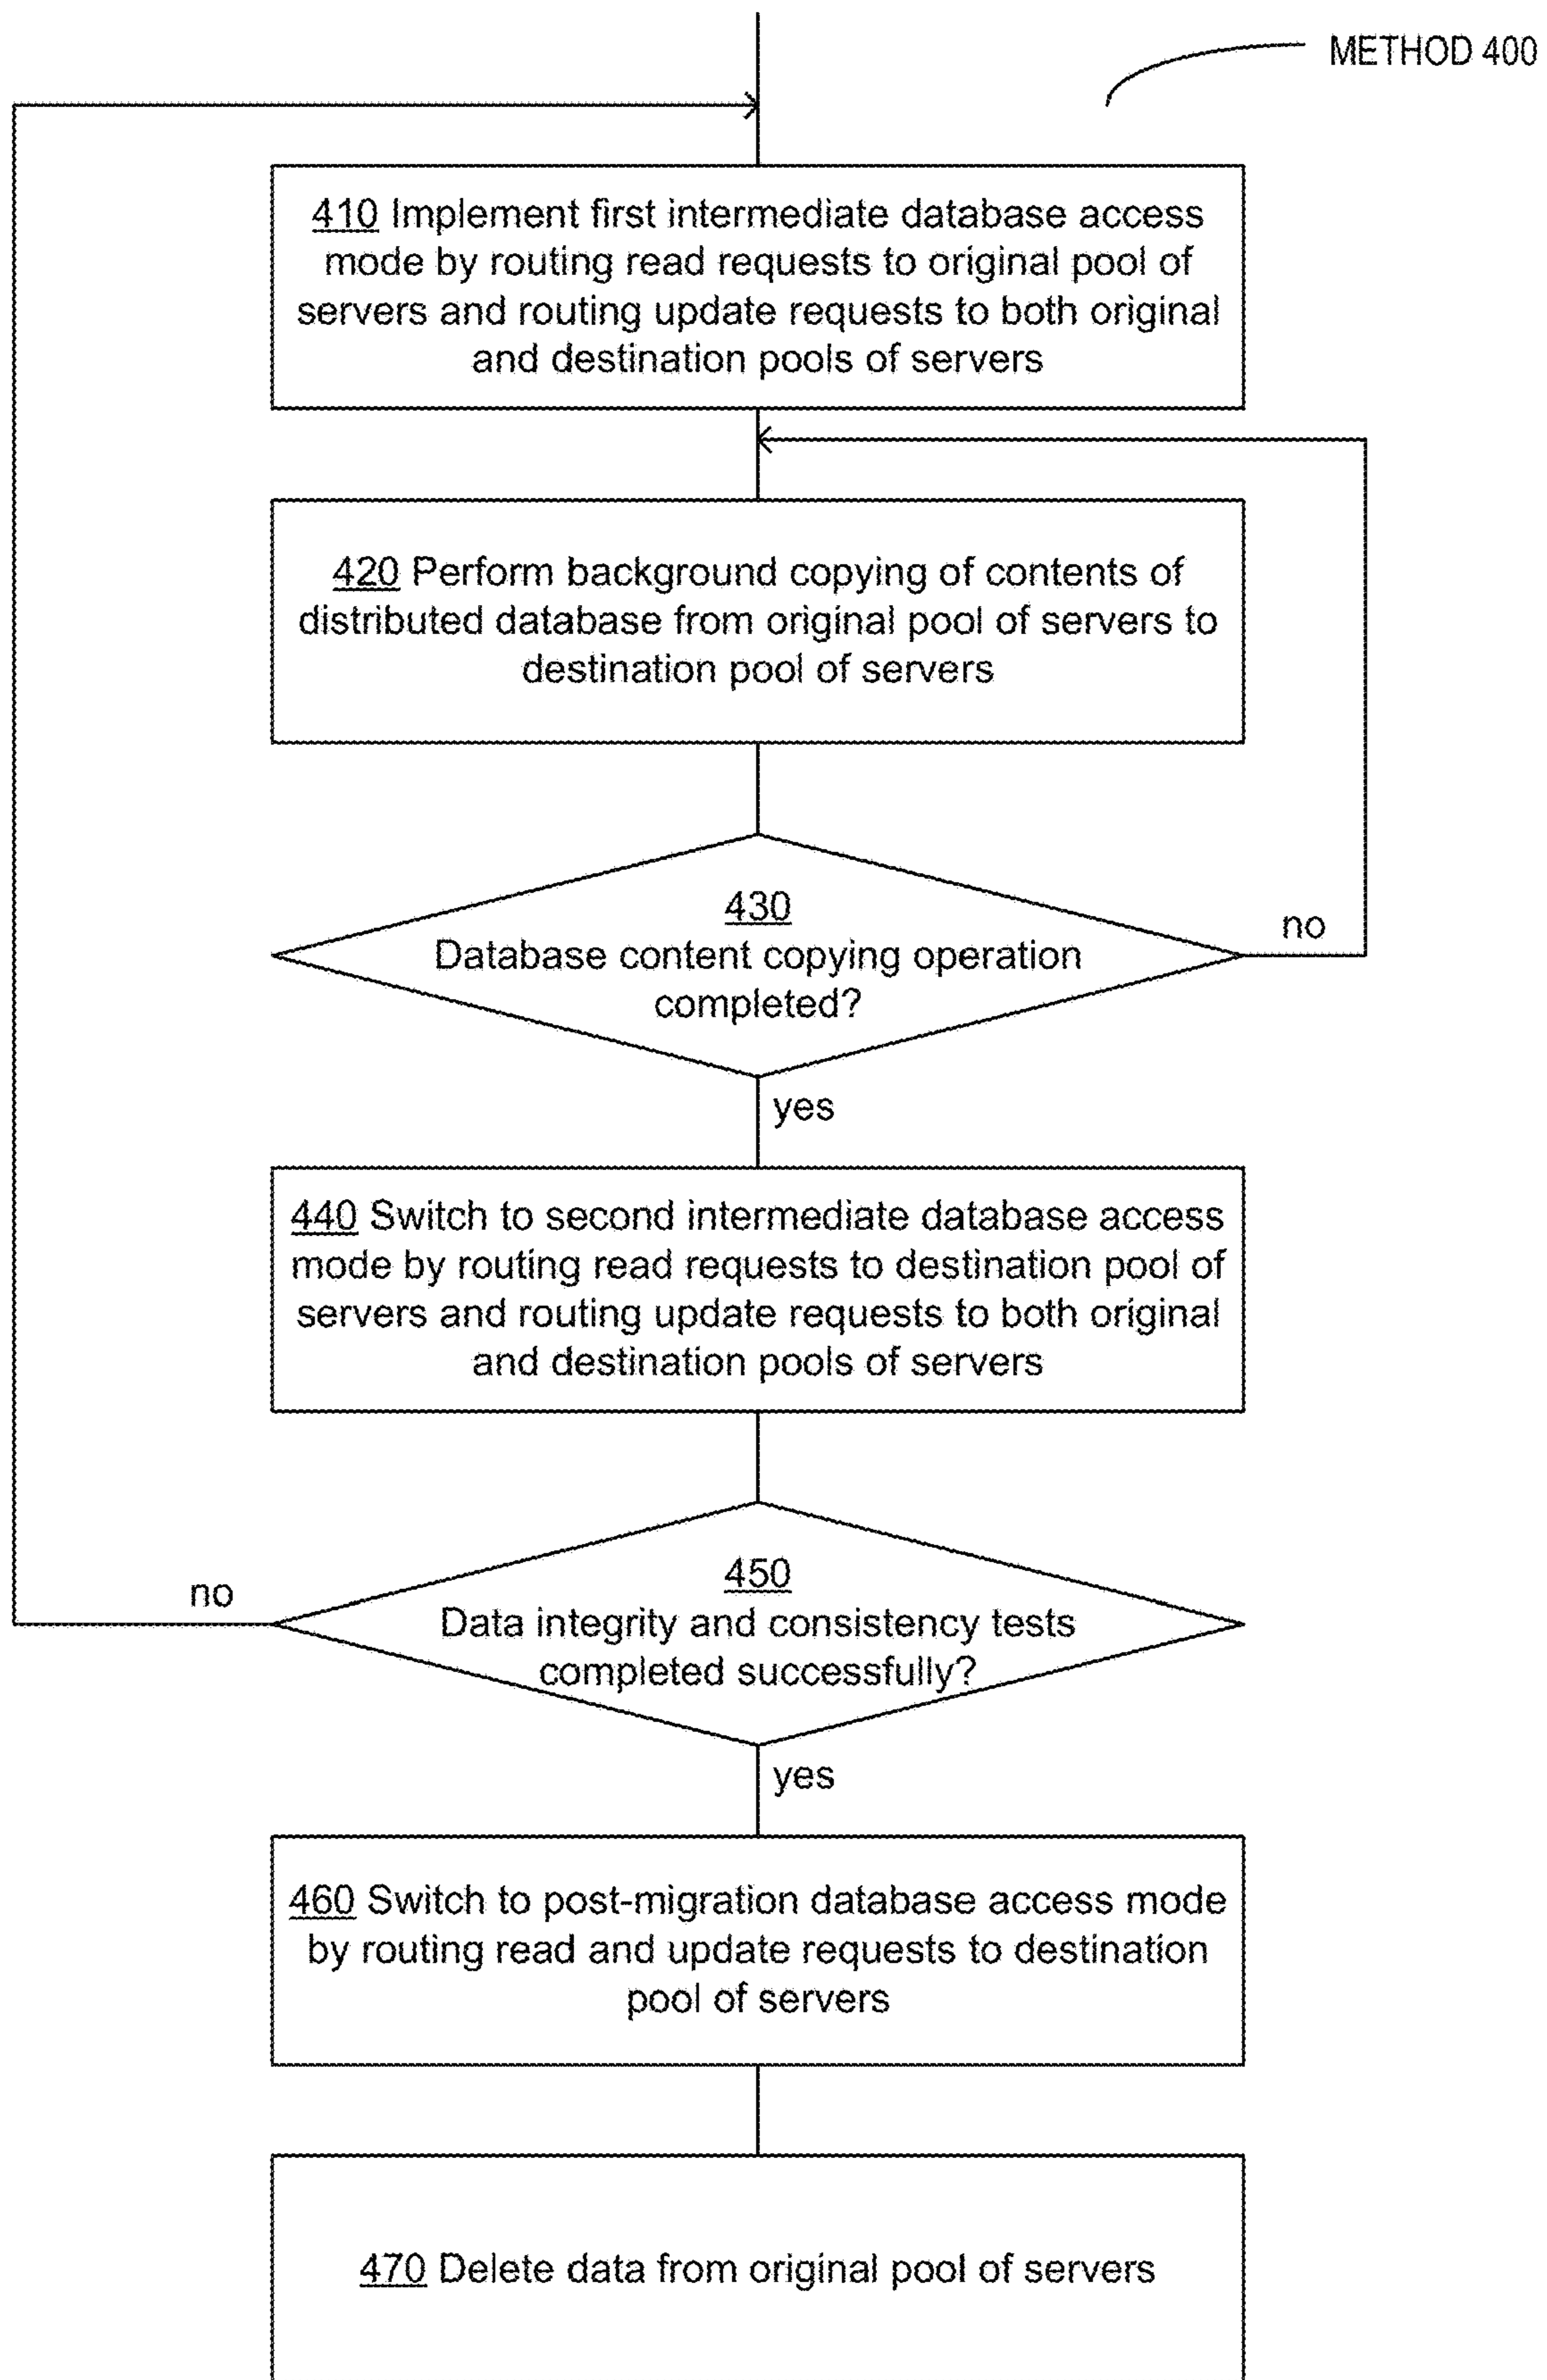 METHOD 400
410 Implement first intermediate database access
mode by routing read requests to original pool of
servers and routing update requests to both original
and destination pools of servers
420 Perform background copying of contents of
distributed database from original pool of servers to
destination pool of servers
430
Database content copying operation
completed?
no
yes
440 Switch to second intermediate database access
mode by routing read requests to destination pool of
servers and routing update requests to both original
and destination pools of servers
450
Data integrity and consistency tests
completed successfully?
no
yes
460 Switch to post-migration database access mode
by routing read and update requests to destination
pool of servers
470 Delete data from original pool of servers